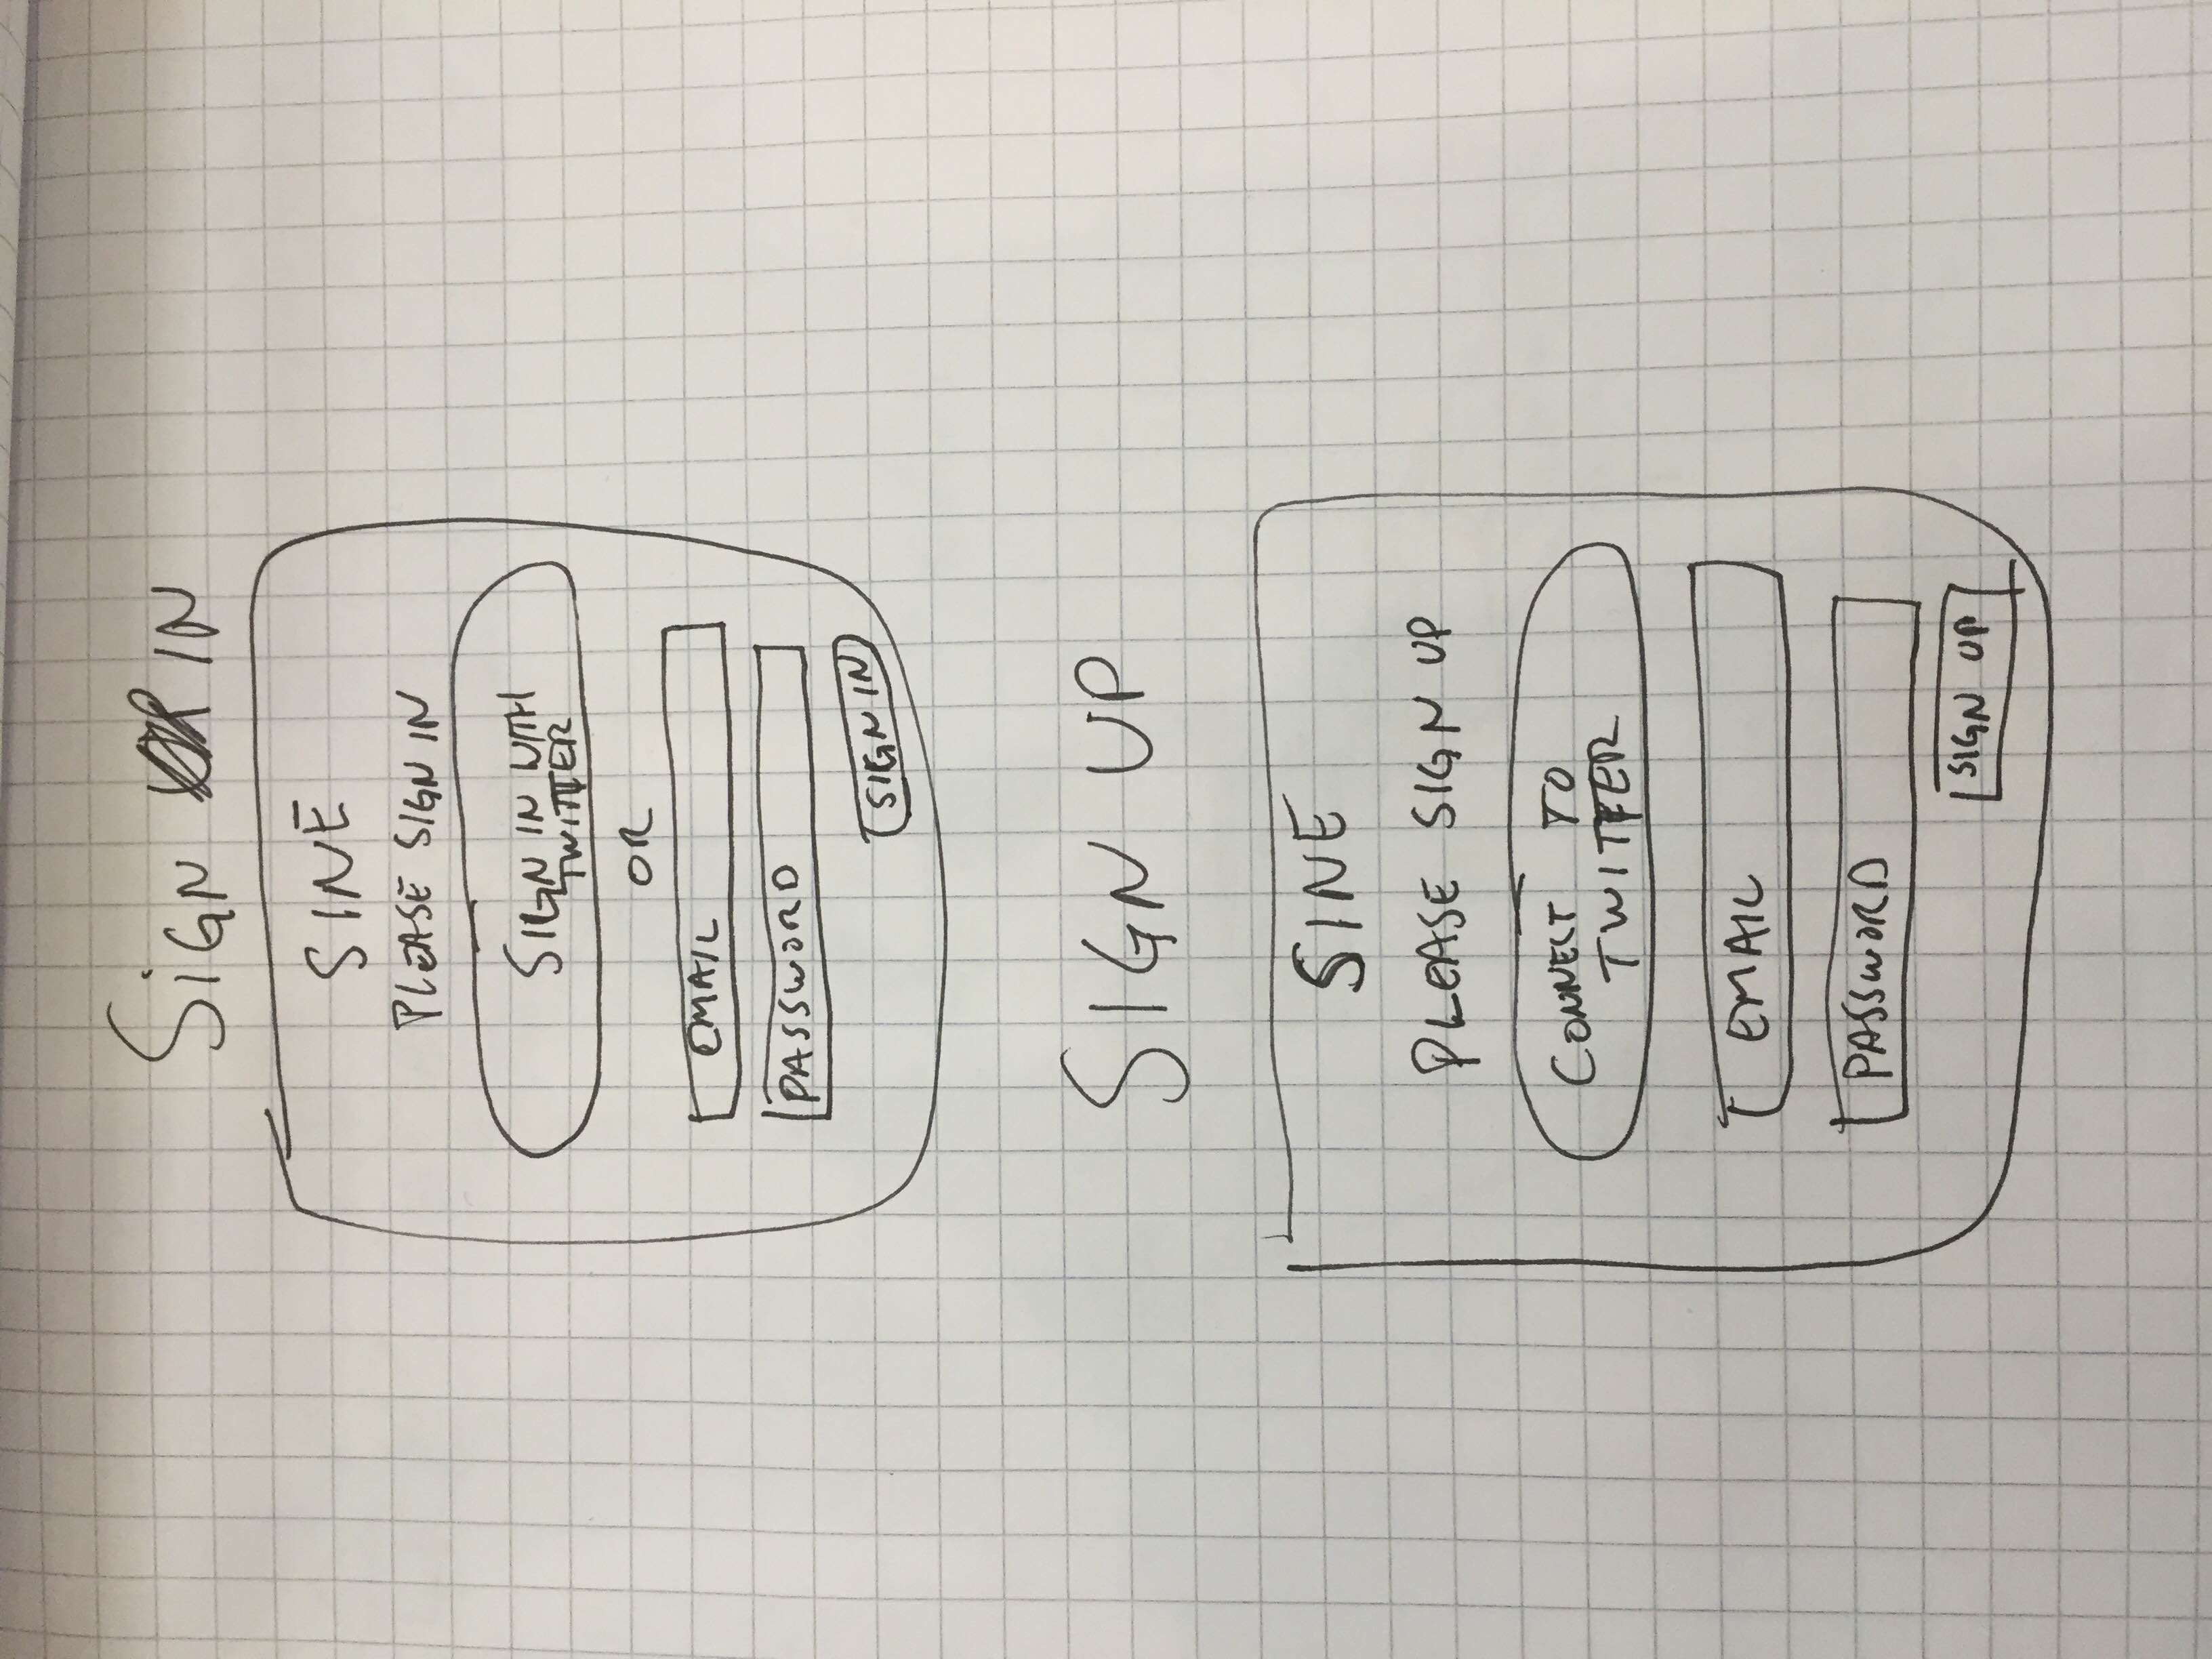 SiGN IN
SINE
PLEASE SIGN IN
SIGN IN WITH
TWITTER
OR
EMAIL
PASSWORD
SIGN IN
SIGN UP
SINE
PLEASE SIGN UP
CONNECT TO
TWITTER
EMAIL
PASSWORD
SIGN UP